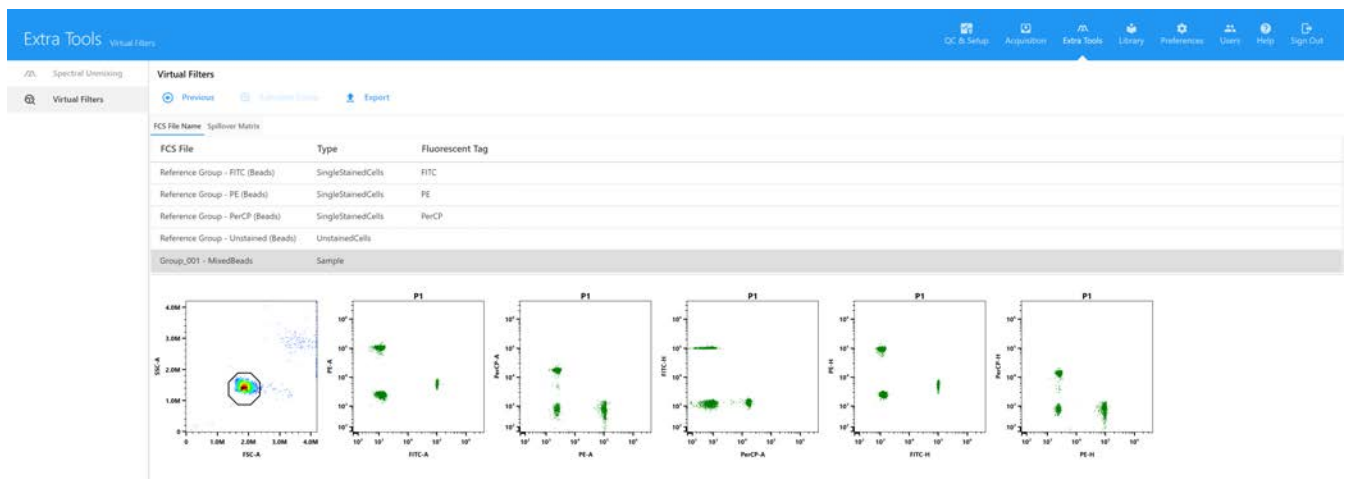 Extra Tools Virtual Filters
QC & Setup Acquisition Extra Tools Library Preferences Users Help Sign Out
Spectral Unmixing
Virtual Filters
Virtual Filters
Previous Export
FCS File Name Spillover Matrix
FCS File Type Fluorescent Tag
Reference Group - FITC (Beads) SingleStainedCells FITC
Reference Group - PE (Beads) SingleStainedCells PE
Reference Group - PerCP (Beads) SingleStainedCells PerCP
Reference Group - Unstained (Beads) UnstainedCells
Group_001 - MixedBeads Sample
P1 P1 P1 P1 P1
4.0M
3.0M
2.0M
1.0M
0
SSC-A
PE-A
PerCP-A
FITC-H
PE-H
PerCP-H
0 1.0M 2.0M 3.0M 4.0M
FSC-A FITC-A PE-A PerCP-A FITC-H PE-H